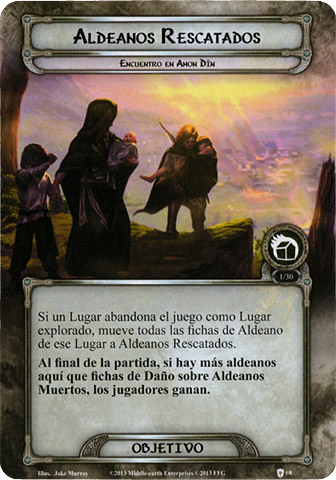 Aldeanos Rescatados
Encuentro en Amon Dîn
1/30
Si un Lugar abandona el juego como Lugar
explorado, mueve todas las fichas de Aldeano
de ese Lugar a Aldeanos Rescatados.
Al final de la partida, si hay más aldeanos
aquí que fichas de Daño sobre Aldeanos
Muertos, los jugadores ganan.
OBJETIVO
Illus. Jake Murray ©2013 Middle-earth Enterprises ©2013 FFG